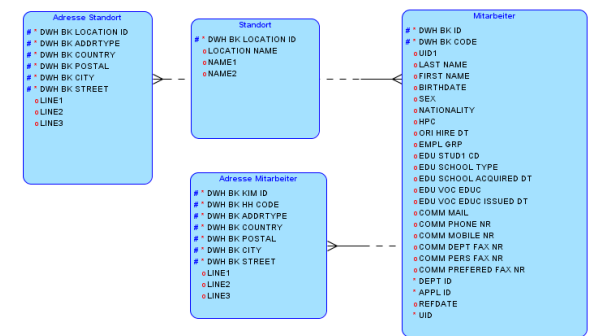 Adresse Standort
# * DWH BK LOCATION ID
# * DWH BK ADDRTYPE
# * DWH BK COUNTRY
# * DWH BK POSTAL
# * DWH BK CITY
# * DWH BK STREET
o LINE1
o LINE2
o LINE3
Standort
# * DWH BK LOCATION ID
o LOCATION NAME
o NAME1
o NAME2
Adresse Mitarbeiter
# * DWH BK KIM ID
# * DWH BK HH CODE
# * DWH BK ADDRTYPE
# * DWH BK COUNTRY
# * DWH BK POSTAL
# * DWH BK CITY
# * DWH BK STREET
o LINE1
o LINE2
o LINE3
Mitarbeiter
# * DWH BK ID
# * DWH BK CODE
o UID1
o LAST NAME
o FIRST NAME
o BIRTHDATE
o SEX
o NATIONALITY
o HPC
o ORI HIRE DT
o EMPL GRP
o EDU STUD1 CD
o EDU SCHOOL TYPE
o EDU SCHOOL ACQUIRED DT
o EDU VOC EDUC
o EDU VOC EDUC ISSUED DT
o COMM MAIL
o COMM PHONE NR
o COMM MOBILE NR
o COMM DEPT FAX NR
o COMM PERS FAX NR
o COMM PREFERED FAX NR
* DEPT ID
* APPL ID
o REFDATE
* UID